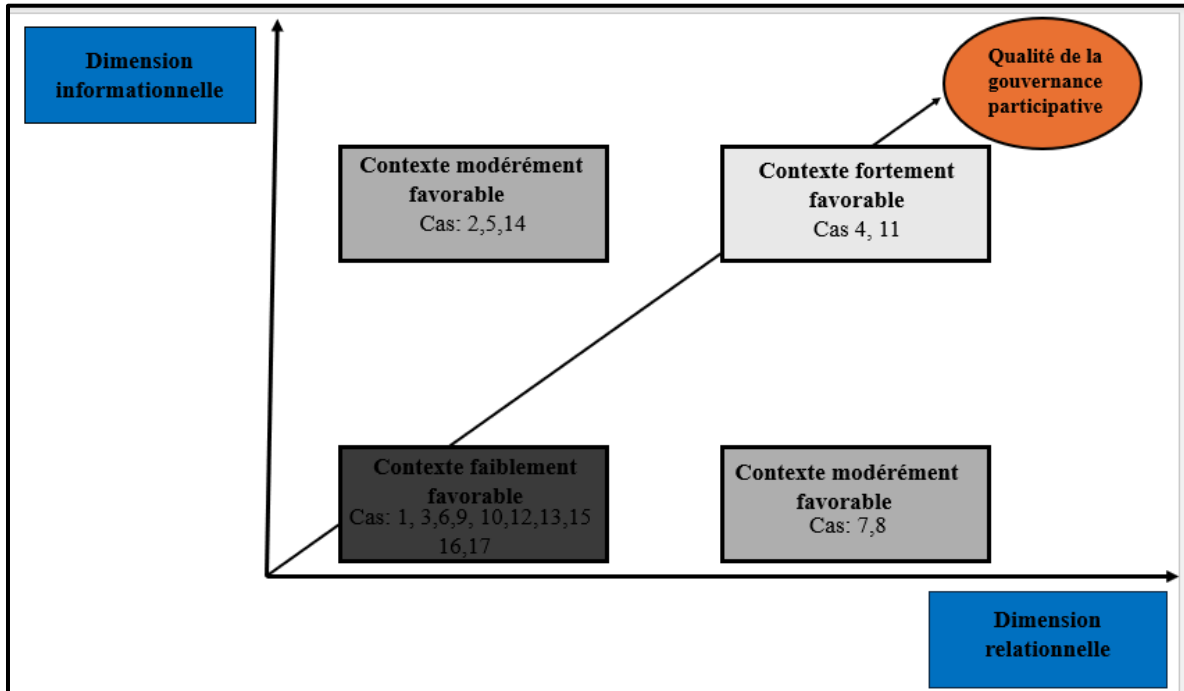 Dimension
informationnelle
Qualité de la
gouvernance
participative
Contexte modérément
favorable
Cas: 2,5,14
Contexte fortement
favorable
Cas 4, 11
Contexte faiblement
favorable
Cas: 1, 3,6,9, 10,12,13,15
16,17
Contexte modérément
favorable
Cas: 7,8
Dimension
relationnelle